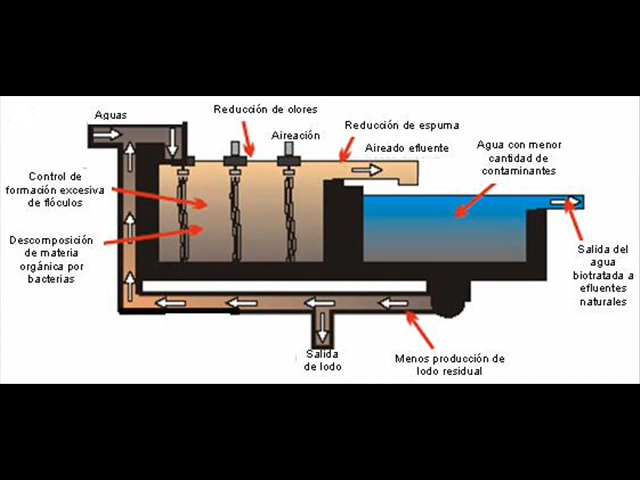 Aguas
Reducción de olores
Aireación
Reducción de espuma
Aireado efluente
Agua con menor
cantidad de
contaminantes
Control de
formación excesiva
de flóculos
Descomposición
de materia
orgánica por
bacterias
Salida del
agua
biotratada a
efluentes
naturales
Salida
de lodo
Menos producción de
lodo residual